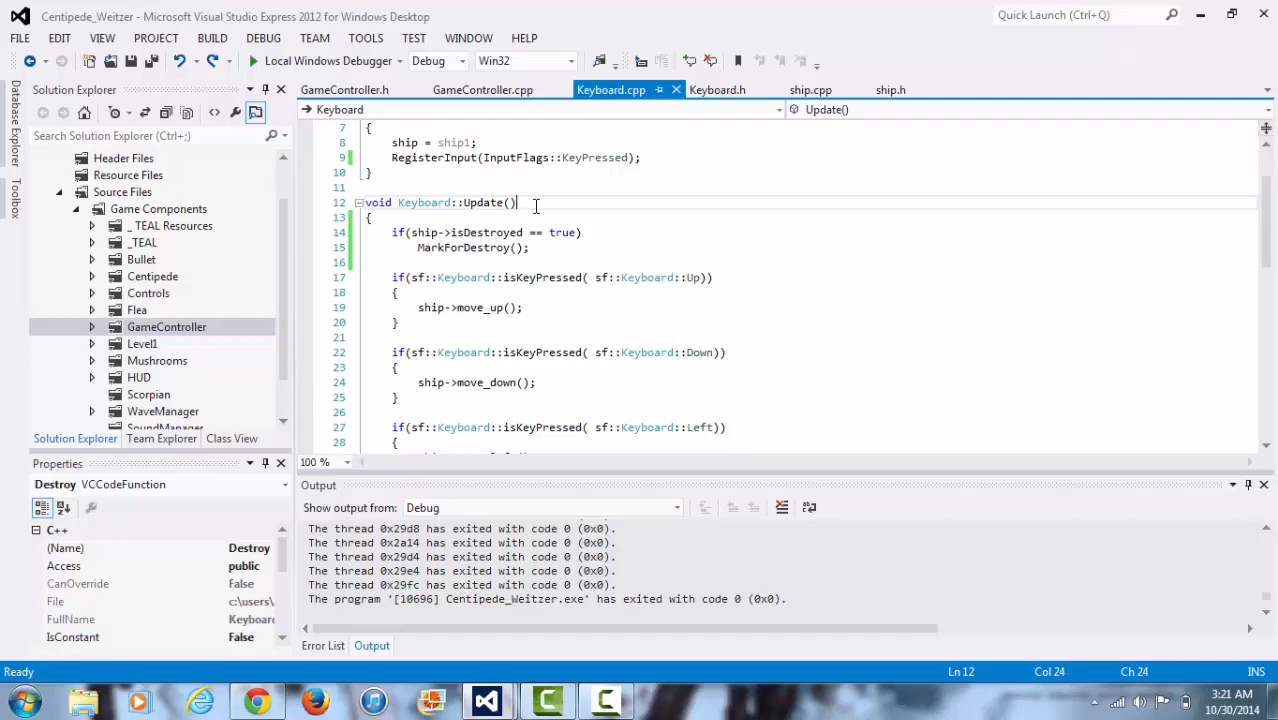 Centipede_Weitzer - Microsoft Visual Studio Express 2012 for Windows Desktop
Quick Launch (Ctrl+Q)
FILE EDIT VIEW PROJECT BUILD DEBUG TEAM TOOLS TEST WINDOW HELP
Local Windows Debugger Debug Win32
Database Explorer
Toolbox
Solution Explorer
Search Solution Explorer (Ctrl+;)
Header Files
Resource Files
Source Files
Game Components
_ TEAL Resources
_TEAL
Bullet
Centipede
Controls
Flea
GameController
Level1
Mushrooms
HUD
Scorpian
WaveManager
SoundManager
Solution Explorer Team Explorer Class View
Properties
Destroy VCCodeFunction
C++
(Name) Destroy
Access public
CanOverride False
File c:\users\
FullName Keyboard
IsConstant False
GameController.h GameController.cpp Keyboard.cpp Keyboard.h ship.cpp ship.h
Keyboard Update()
7 {
8 ship = ship1;
9 RegisterInput(InputFlags::KeyPressed);
10 }
11
12 void Keyboard::Update()
13 {
14 if(ship->isDestroyed == true)
15 MarkForDestroy();
16
17 if(sf::Keyboard::isKeyPressed( sf::Keyboard::Up))
18 {
19 ship->move_up();
20 }
21
22 if(sf::Keyboard::isKeyPressed( sf::Keyboard::Down))
23 {
24 ship->move_down();
25 }
26
27 if(sf::Keyboard::isKeyPressed( sf::Keyboard::Left))
28 {
100 %
Output
Show output from: Debug
The thread 0x29d8 has exited with code 0 (0x0).
The thread 0x2a14 has exited with code 0 (0x0).
The thread 0x29d4 has exited with code 0 (0x0).
The thread 0x29e4 has exited with code 0 (0x0).
The thread 0x29fc has exited with code 0 (0x0).
The program '[10696] Centipede_Weitzer.exe' has exited with code 0 (0x0).
Error List Output
Ready Ln 12 Col 24 Ch 24 INS
3:21 AM
10/30/2014